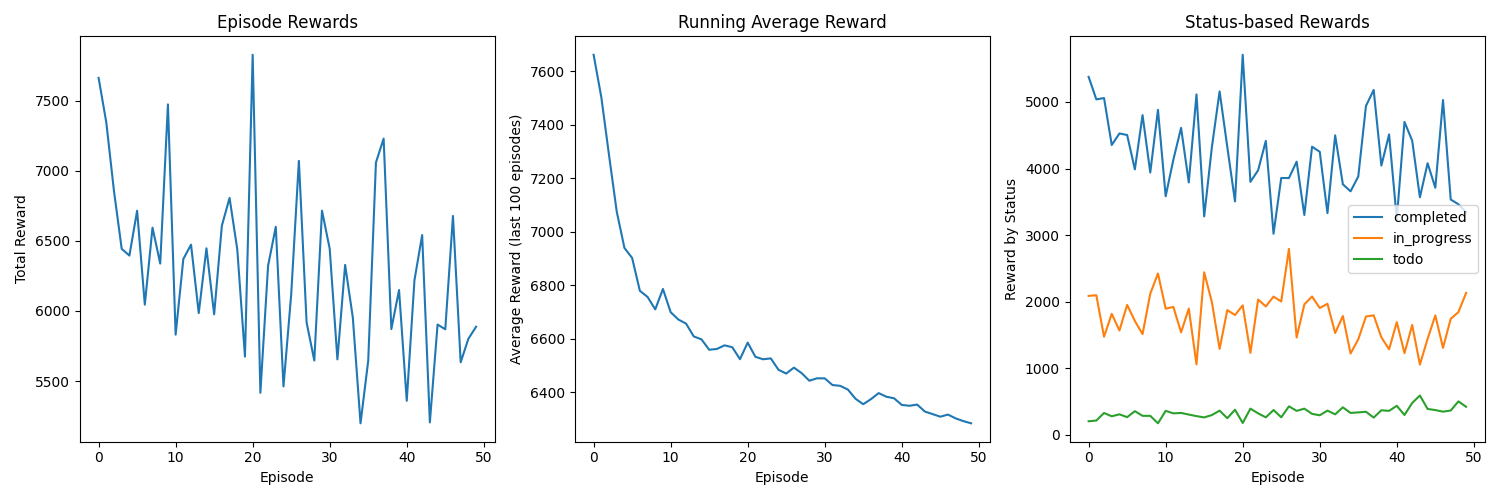 Episode Rewards
Total Reward
7500
7000
6500
6000
5500
0 10 20 30 40 50
Episode
Running Average Reward
Average Reward (last 100 episodes)
7600
7400
7200
7000
6800
6600
6400
0 10 20 30 40 50
Episode
Status-based Rewards
Reward by Status
5000
4000
3000
2000
1000
0
completed
in_progress
todo
0 10 20 30 40 50
Episode